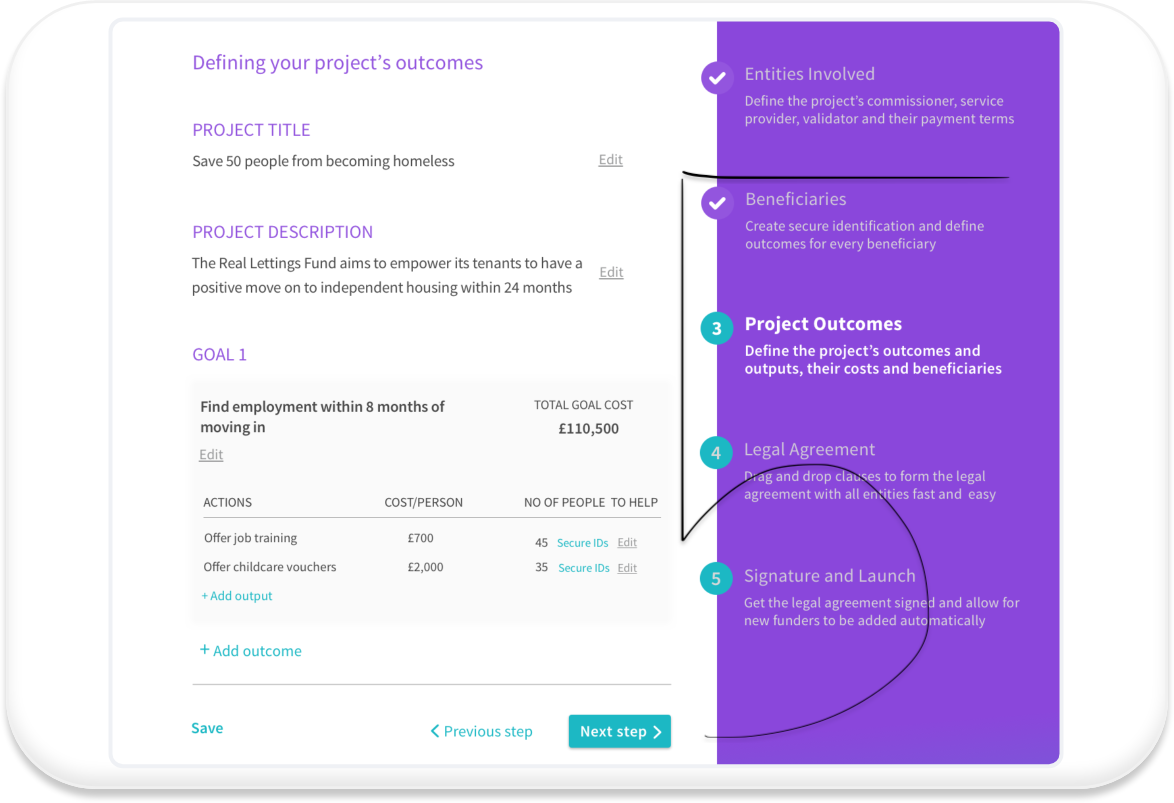 Defining your project's outcomes
PROJECT TITLE
Save 50 people from becoming homeless
Edit
PROJECT DESCRIPTION
The Real Lettings Fund aims to empower its tenants to have a
positive move on to independent housing within 24 months
Edit
GOAL 1
Find employment within 8 months of
moving in
Edit
TOTAL GOAL COST
£110,500
ACTIONS COST/PERSON NO OF PEOPLE TO HELP
Offer job training £700 45 Secure IDs Edit
Offer childcare vouchers £2,000 35 Secure IDs Edit
+ Add output
+ Add outcome
Save
Previous step
Next step
Entities Involved
Define the project's commissioner, service
provider, validator and their payment terms
Beneficiaries
Create secure identification and define
outcomes for every beneficiary
3 Project Outcomes
Define the project's outcomes and
outputs, their costs and beneficiaries
4 Legal Agreement
Drag and drop clauses to form the legal
agreement with all entities fast and easy
5 Signature and Launch
Get the legal agreement signed and allow for
new funders to be added automatically
5